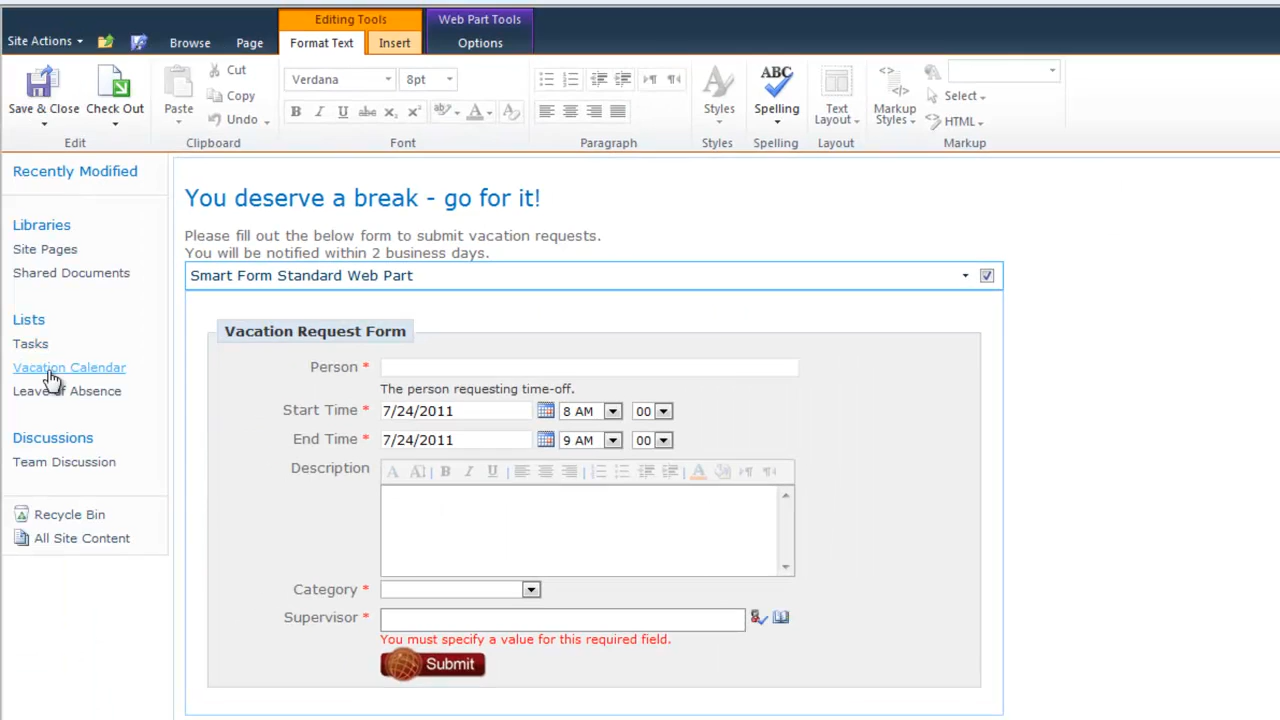 Editing Tools
Web Part Tools
Site Actions
Browse
Page
Format Text
Insert
Options
Save & Close
Check Out
Edit
Paste
Cut
Copy
Undo
Clipboard
Verdana
8pt
B I U abc x₂ x²
ab A A
Font
Paragraph
Styles
Styles
ABC
Spelling
Spelling
Text Layout
Layout
Markup Styles
Select
HTML
Markup
Recently Modified
Libraries
Site Pages
Shared Documents
Lists
Tasks
Vacation Calendar
Leave of Absence
Discussions
Team Discussion
Recycle Bin
All Site Content
You deserve a break - go for it!
Please fill out the below form to submit vacation requests.
You will be notified within 2 business days.
Smart Form Standard Web Part
Vacation Request Form
Person *
The person requesting time-off.
Start Time * 7/24/2011 8 AM 00
End Time * 7/24/2011 9 AM 00
Description
A A B I U A
Category *
Supervisor *
You must specify a value for this required field.
Submit